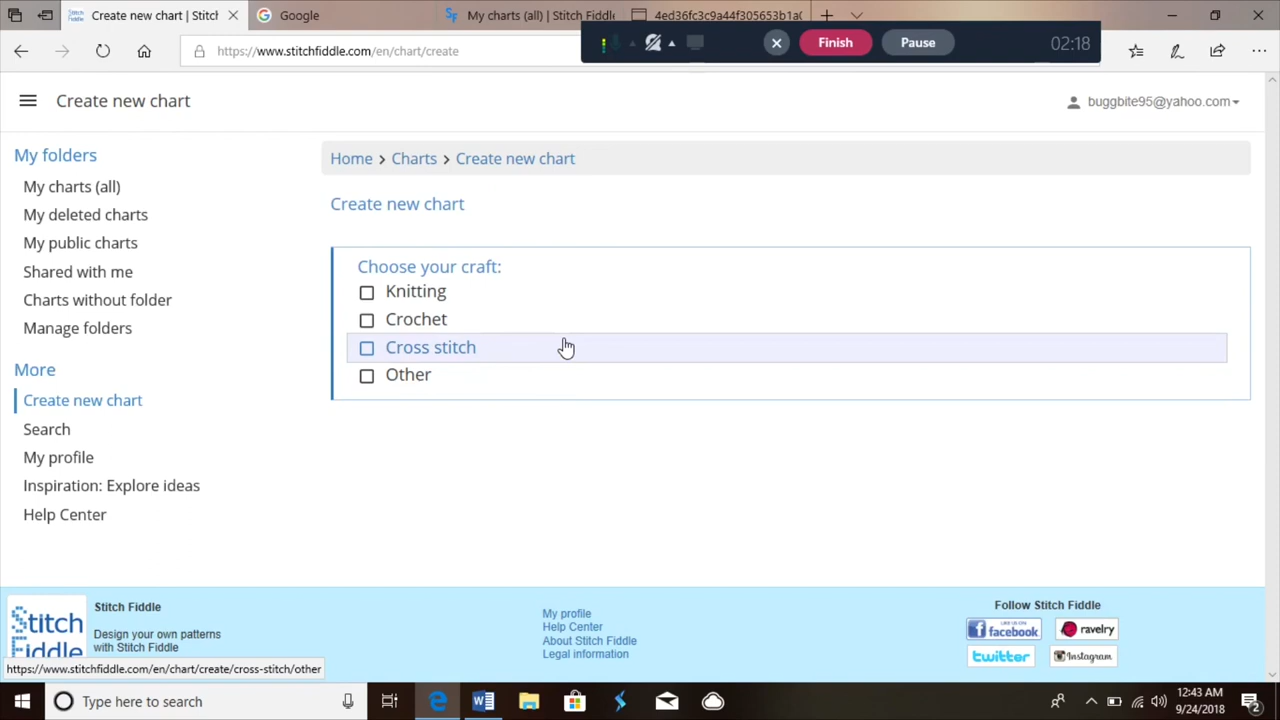 Create new chart | Stitch
Google
My charts (all) | Stitch Fiddle
4ed36fc3c9a44f305653b1a0
https://www.stitchfiddle.com/en/chart/create
Finish
Pause
02:18
Create new chart
buggbite95@yahoo.com
My folders
My charts (all)
My deleted charts
My public charts
Shared with me
Charts without folder
Manage folders
More
Create new chart
Search
My profile
Inspiration: Explore ideas
Help Center
Home > Charts > Create new chart
Create new chart
Choose your craft:
Knitting
Crochet
Cross stitch
Other
Stitch
Fiddle
Stitch Fiddle
Design your own patterns
with Stitch Fiddle
My profile
Help Center
About Stitch Fiddle
Legal information
Follow Stitch Fiddle
LIKE US ON
facebook
ravelry
twitter
Instagram
https://www.stitchfiddle.com/en/chart/create/cross-stitch/other
Type here to search
12:43 AM
9/24/2018
2